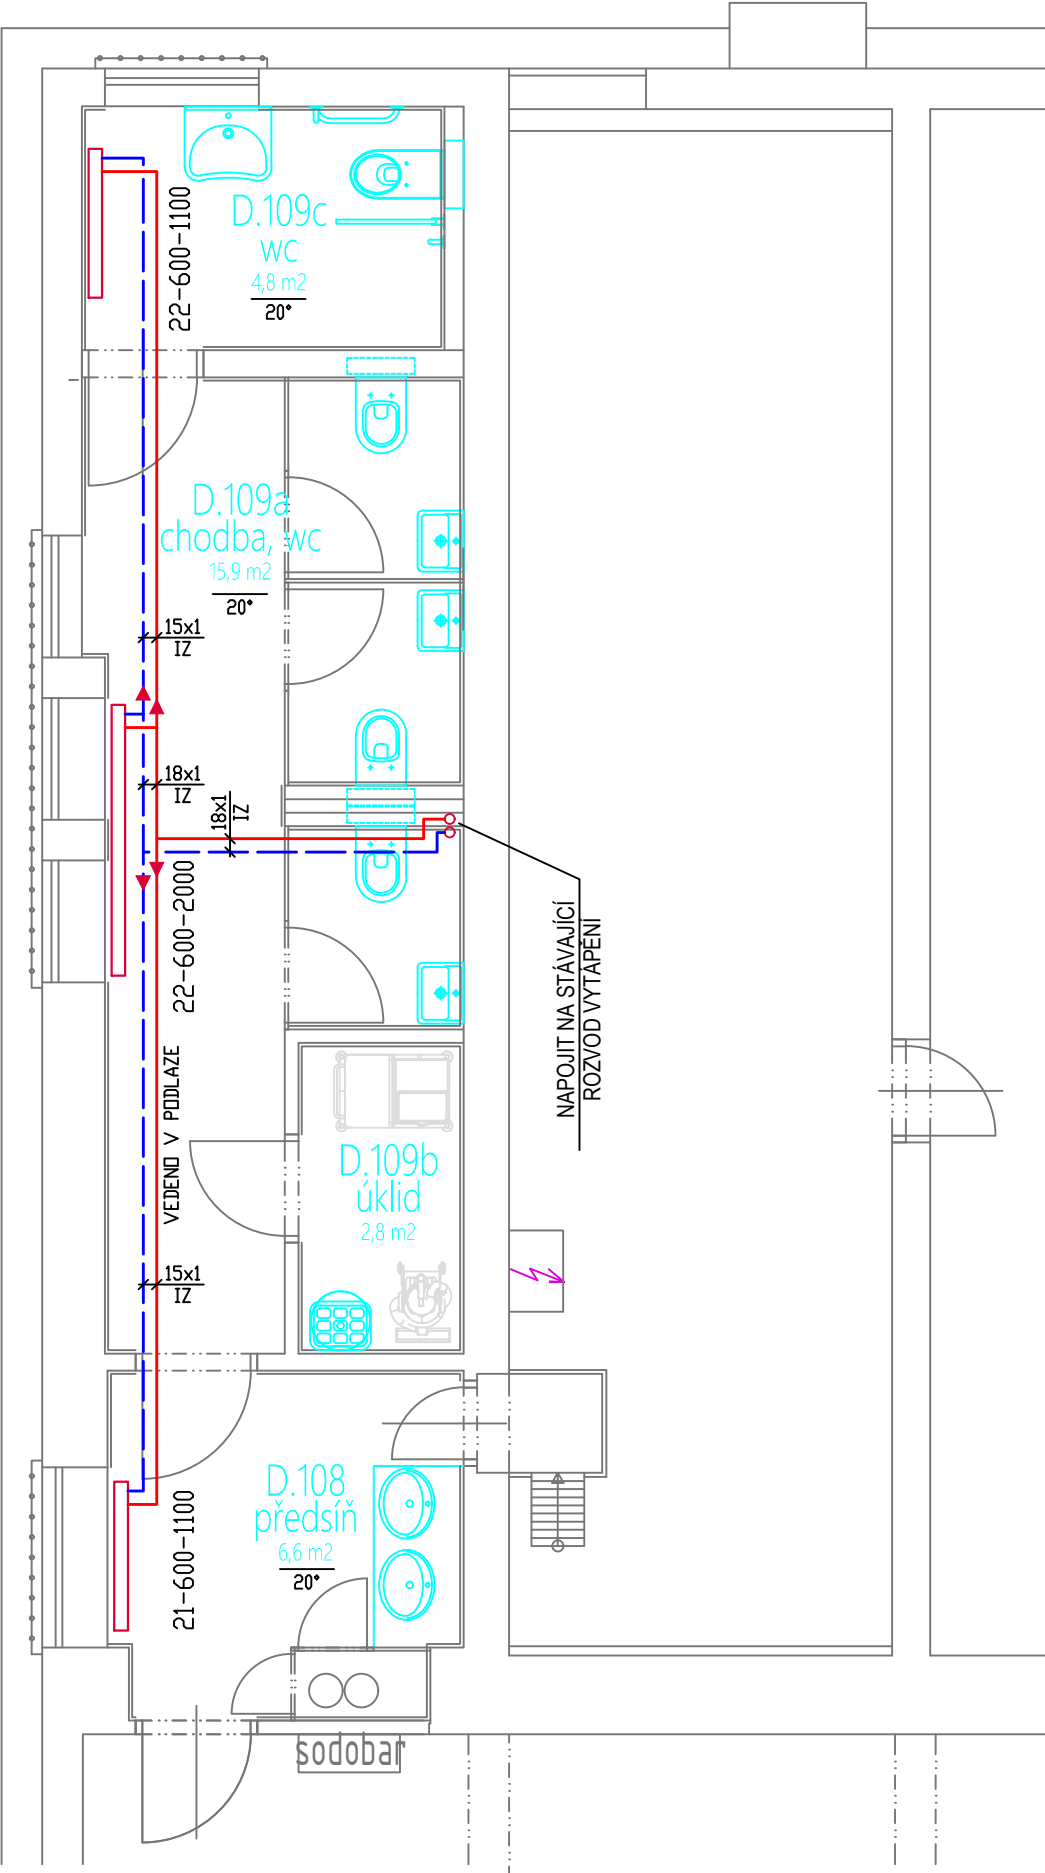 D.109c
wc
4,8 m2
20°
22-600-1100
D.109a
chodba, wc
15,9 m2
20°
15x1
IZ
18x1
IZ
18x1
IZ
22-600-2000
NAPOJIT NA STÁVAJÍCÍ
ROZVOD VYTÁPĚNÍ
VEDENO V PODLAZE
D.109b
úklid
2,8 m2
15x1
IZ
D.108
předsíň
6,6 m2
20°
21-600-1100
sodobar